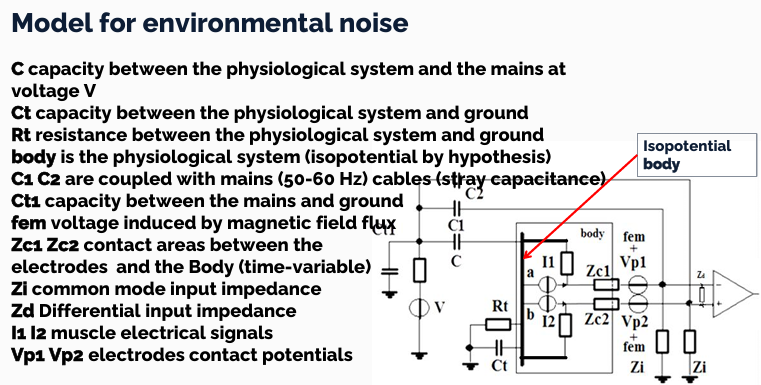 Model for environmental noise
C capacity between the physiological system and the mains at
voltage V
Ct capacity between the physiological system and ground
Rt resistance between the physiological system and ground
body is the physiological system (isopotential by hypothesis)
C1 C2 are coupled with mains (50-60 Hz) cables (stray capacitance)
Ct1 capacity between the mains and ground
fem voltage induced by magnetic field flux
Zc1 Zc2 contact areas between the
electrodes and the Body (time-variable)
Zi common mode input impedance
Zd Differential input impedance
I1 I2 muscle electrical signals
Vp1 Vp2 electrodes contact potentials
Isopotential
body
C2
Ct1
C1
C
body
fem
+
Vp1
a
I1
Zc1
Zd
-
V
Rt
b
I2
Zc2
Vp2
+
fem
+
Ct
Zi
Zi